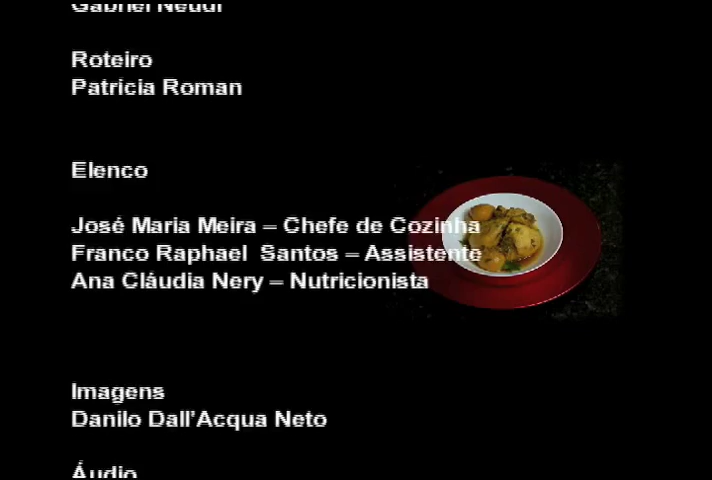 Roteiro
Patricia Roman
Elenco
José Maria Meira – Chefe de Cozinha
Franco Raphael Santos – Assistente
Ana Cláudia Nery – Nutricionista
Imagens
Danilo Dall'Acqua Neto
Áudio